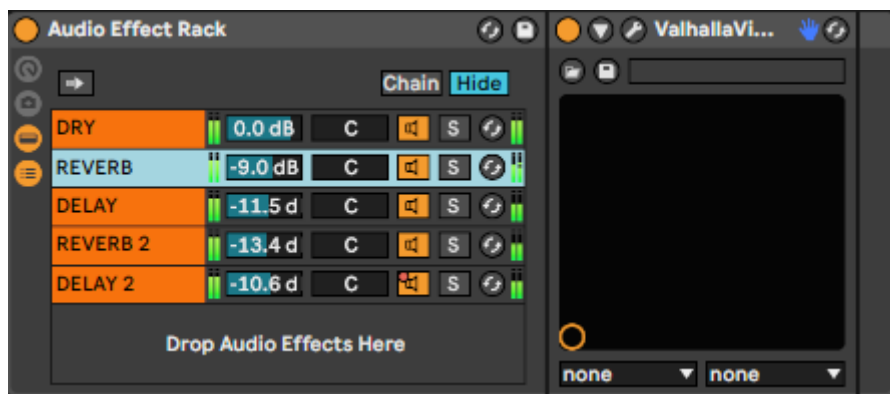 Audio Effect Rack
Chain Hide
DRY 0.0 dB C S
REVERB -9.0 dB C S
DELAY -11.5 d C S
REVERB 2 -13.4 d C S
DELAY 2 -10.6 d C S
Drop Audio Effects Here
ValhallaVi...
none none